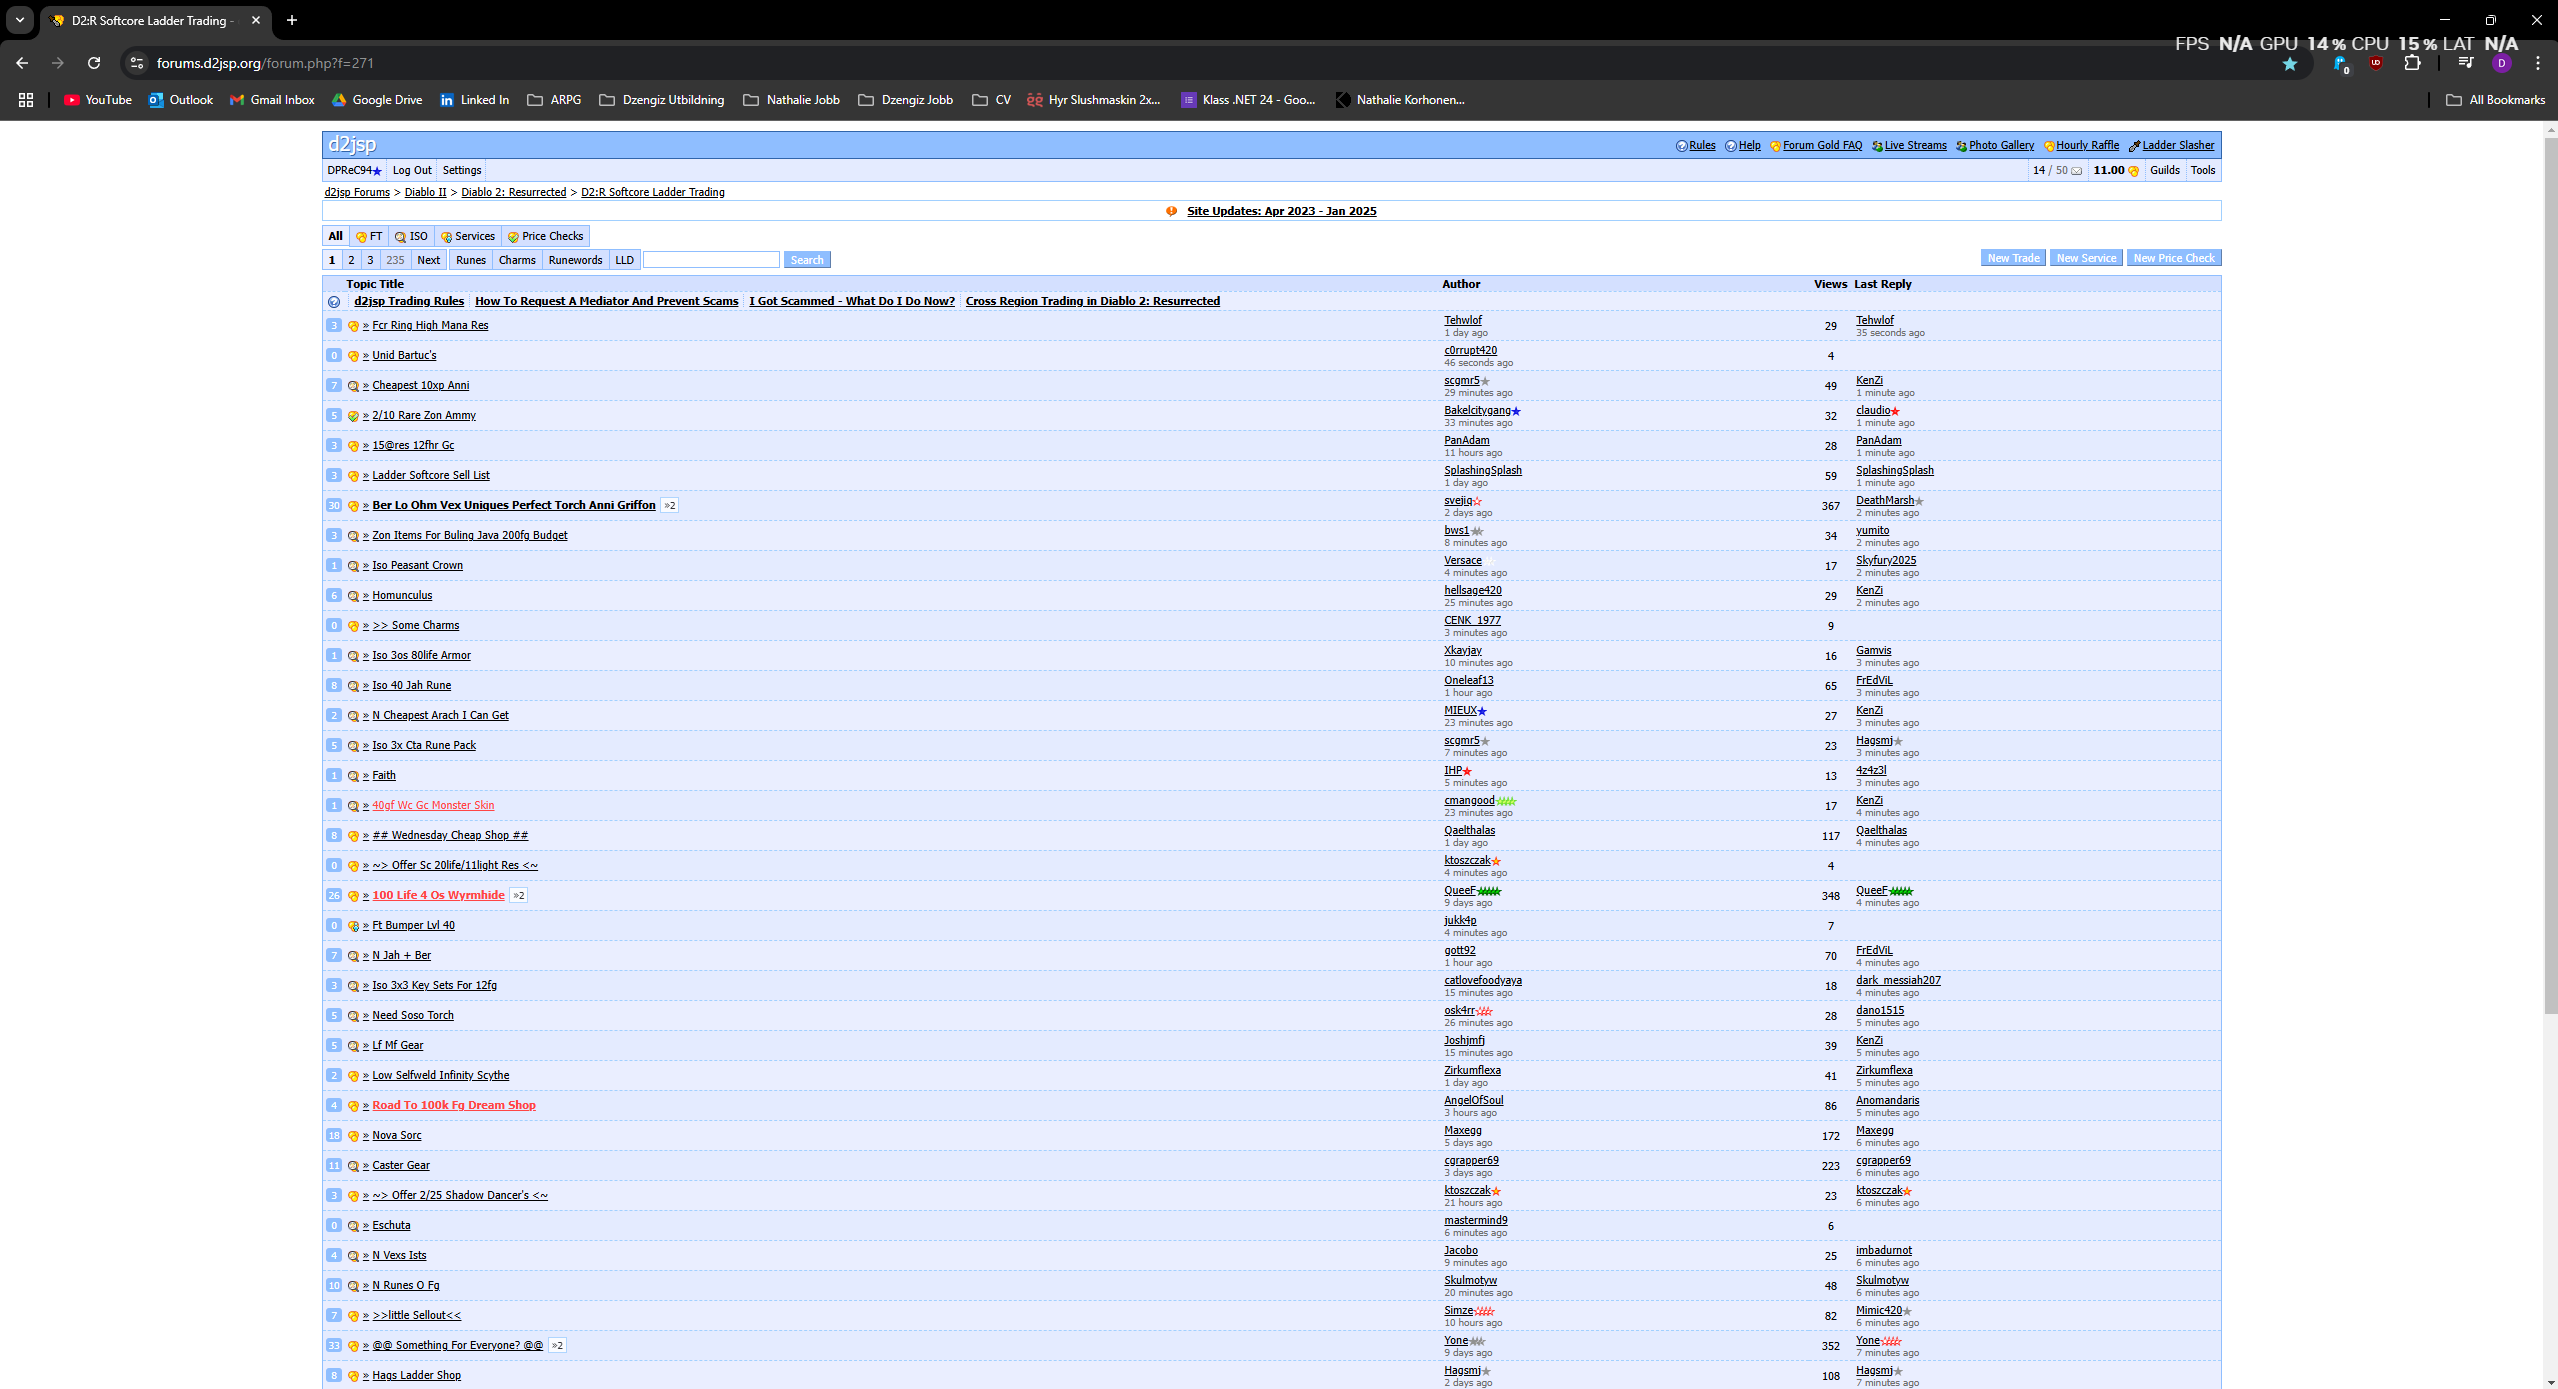 D2:R Softcore Ladder Trading -
FPS N/A GPU 14% CPU 15% LAT N/A
forums.d2jsp.org/forum.php?f=271
0
D
YouTube Outlook Gmail Inbox Google Drive Linked In ARPG Dzengiz Utbildning Nathalie Jobb Dzengiz Jobb CV Hyr Slushmaskin 2x... Klass .NET 24 - Goo... Nathalie Korhonen... All Bookmarks
d2jsp Rules Help Forum Gold FAQ Live Streams Photo Gallery Hourly Raffle Ladder Slasher
DPReC94 Log Out Settings 14 / 50 11.00 Guilds Tools
d2jsp Forums > Diablo II > Diablo 2: Resurrected > D2:R Softcore Ladder Trading
Site Updates: Apr 2023 - Jan 2025
All FT ISO Services Price Checks
1 2 3 235 Next Runes Charms Runewords LLD Search New Trade New Service New Price Check
Topic Title Author Views Last Reply
d2jsp Trading Rules How To Request A Mediator And Prevent Scams I Got Scammed - What Do I Do Now? Cross Region Trading in Diablo 2: Resurrected
3 » Fcr Ring High Mana Res Tehwlof 29 Tehwlof
1 day ago 35 seconds ago
0 » Unid Bartuc's c0rrupt420 4
46 seconds ago
7 » Cheapest 10xp Anni scgmr5 49 KenZi
29 minutes ago 1 minute ago
5 » 2/10 Rare Zon Ammy Bakelcitygang 32 claudio
33 minutes ago 1 minute ago
3 » 15@res 12fhr Gc PanAdam 28 PanAdam
11 hours ago 1 minute ago
3 » Ladder Softcore Sell List SplashingSplash 59 SplashingSplash
1 day ago 1 minute ago
30 » Ber Lo Ohm Vex Uniques Perfect Torch Anni Griffon »2 svejiq 367 DeathMarsh
2 days ago 2 minutes ago
3 » Zon Items For Buling Java 200fg Budget bws1 34 yumito
8 minutes ago 2 minutes ago
1 » Iso Peasant Crown Versace 17 Skyfury2025
4 minutes ago 2 minutes ago
6 » Homunculus hellsage420 29 KenZi
25 minutes ago 2 minutes ago
0 » >> Some Charms CENK_1977 9
3 minutes ago
1 » Iso 3os 80life Armor Xkayjay 16 Gamvis
10 minutes ago 3 minutes ago
8 » Iso 40 Jah Rune Oneleaf13 65 FrEdViL
1 hour ago 3 minutes ago
2 » N Cheapest Arach I Can Get MIEUX 27 KenZi
23 minutes ago 3 minutes ago
5 » Iso 3x Cta Rune Pack scgmr5 23 Hagsmj
7 minutes ago 3 minutes ago
1 » Faith IHP 13 4z4z3l
5 minutes ago 3 minutes ago
1 » 40gf Wc Gc Monster Skin cmangood 17 KenZi
23 minutes ago 4 minutes ago
8 » ## Wednesday Cheap Shop ## Qaelthalas 117 Qaelthalas
1 day ago 4 minutes ago
0 » ~> Offer Sc 20life/11light Res <~ ktoszczak 4
4 minutes ago
26 » 100 Life 4 Os Wyrmhide »2 QueeF 348 QueeF
9 days ago 4 minutes ago
0 » Ft Bumper Lvl 40 jukk4p 7
4 minutes ago
7 » N Jah + Ber gott92 70 FrEdViL
1 hour ago 4 minutes ago
3 » Iso 3x3 Key Sets For 12fg catlovefoodyaya 18 dark_messiah207
15 minutes ago 4 minutes ago
5 » Need Soso Torch osk4rr 28 dano1515
26 minutes ago 5 minutes ago
5 » Lf Mf Gear Joshjmfj 39 KenZi
15 minutes ago 5 minutes ago
2 » Low Selfweld Infinity Scythe Zirkumflexa 41 Zirkumflexa
1 day ago 5 minutes ago
4 » Road To 100k Fg Dream Shop AngelOfSoul 86 Anomandaris
3 hours ago 5 minutes ago
18 » Nova Sorc Maxegg 172 Maxegg
5 days ago 6 minutes ago
11 » Caster Gear cgrapper69 223 cgrapper69
3 days ago 6 minutes ago
3 » ~> Offer 2/25 Shadow Dancer's <~ ktoszczak 23 ktoszczak
21 hours ago 6 minutes ago
0 » Eschuta mastermind9 6
6 minutes ago
4 » N Vexs Ists Jacobo 25 imbadurnot
9 minutes ago 6 minutes ago
10 » N Runes O Fg Skulmotyw 48 Skulmotyw
20 minutes ago 6 minutes ago
7 » >>little Sellout<< Simze 82 Mimic420
10 hours ago 6 minutes ago
33 » @@ Something For Everyone? @@ »2 Yone 352 Yone
9 days ago 7 minutes ago
8 » Hags Ladder Shop Hagsmj 108 Hagsmj
2 days ago 7 minutes ago